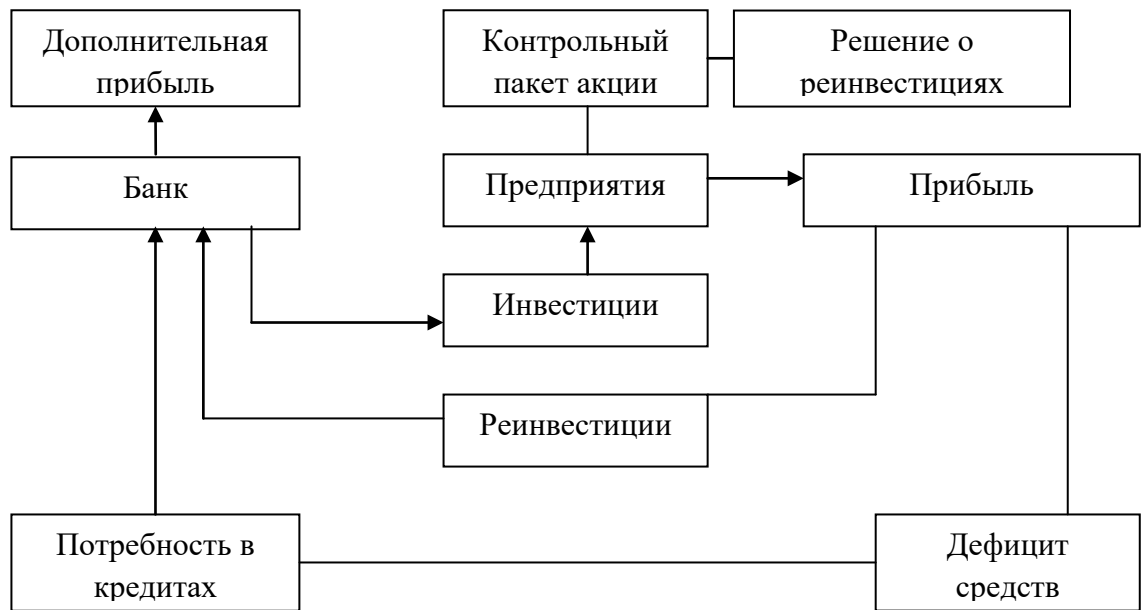 Дополнительная
прибыль
Контрольный
пакет акции
Решение о
реинвестициях
Банк
Предприятия
Прибыль
Инвестиции
Реинвестиции
Потребность в
кредитах
Дефицит
средств